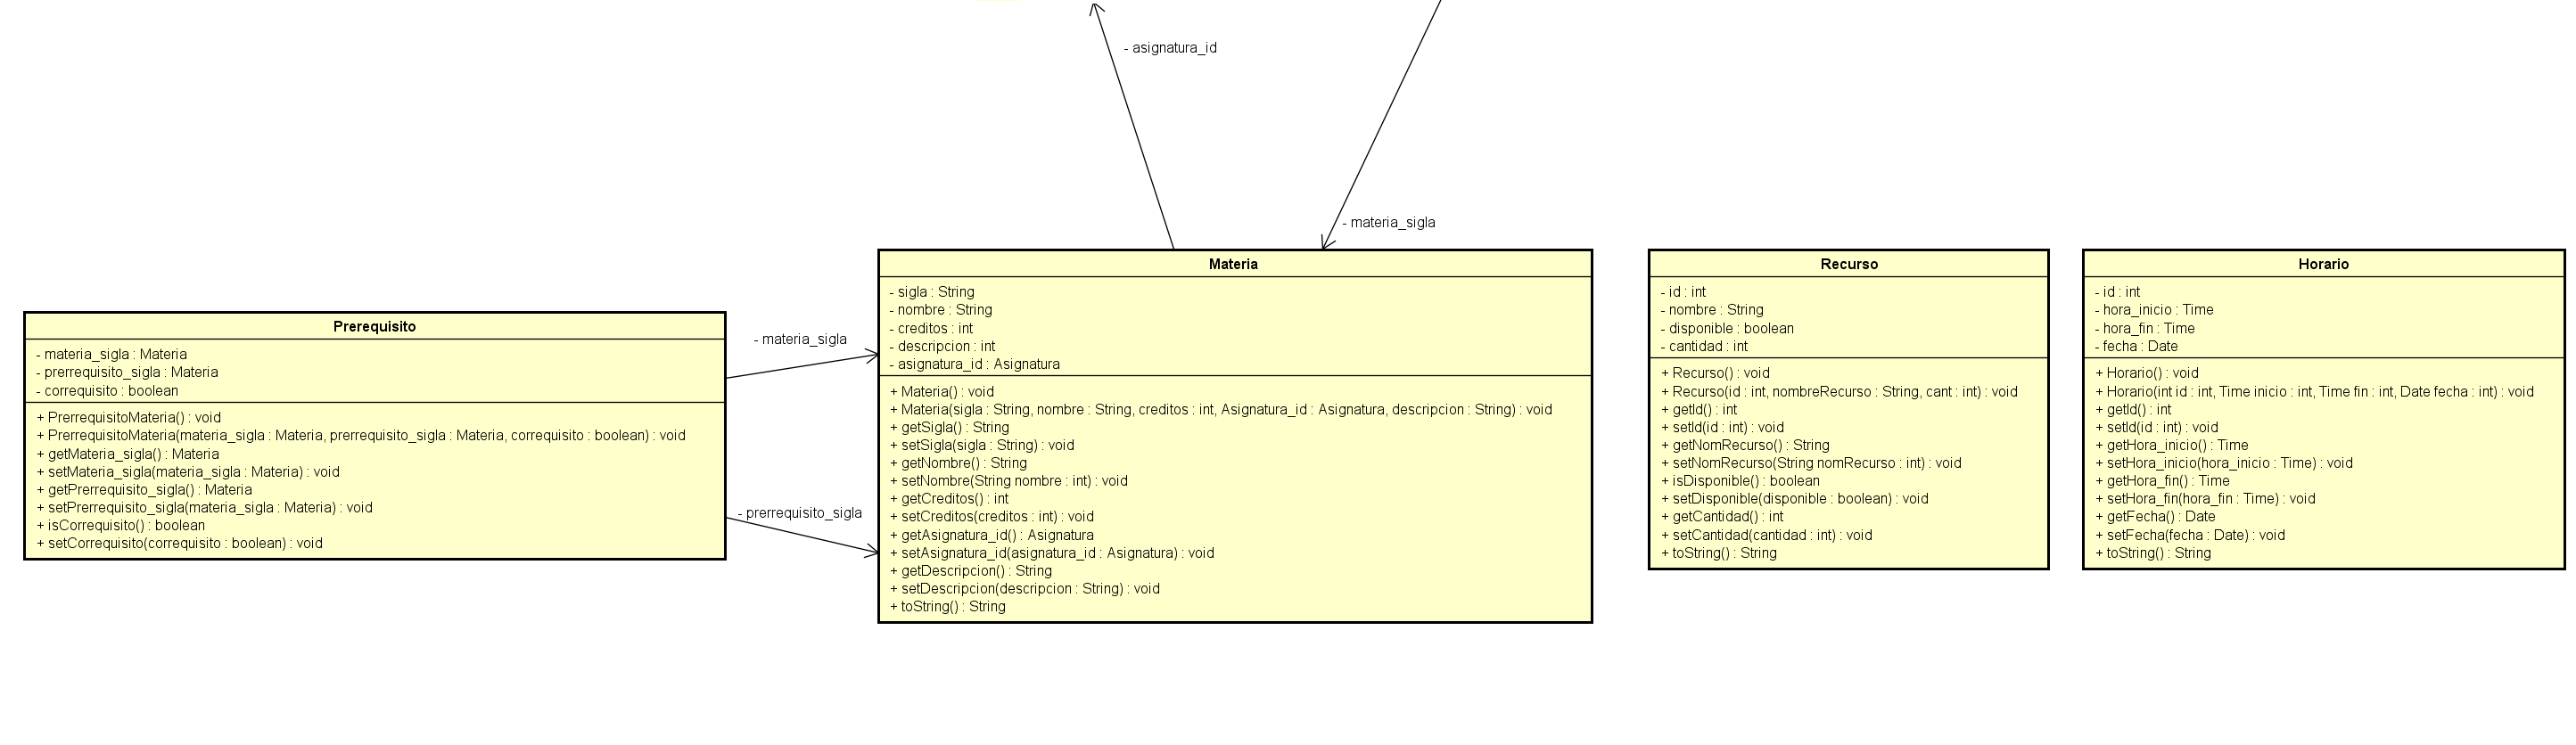 - asignatura_id
- materia_sigla
Prerequisito
- materia_sigla : Materia
- prerrequisito_sigla : Materia
- correquisito : boolean
+ PrerrequisitoMateria() : void
+ PrerrequisitoMateria(materia_sigla : Materia, prerrequisito_sigla : Materia, correquisito : boolean) : void
+ getMateria_sigla() : Materia
+ setMateria_sigla(materia_sigla : Materia) : void
+ getPrerrequisito_sigla() : Materia
+ setPrerrequisito_sigla(materia_sigla : Materia) : void
+ isCorrequisito() : boolean
+ setCorrequisito(correquisito : boolean) : void
- materia_sigla
- prerrequisito_sigla
Materia
- sigla : String
- nombre : String
- creditos : int
- descripcion : int
- asignatura_id : Asignatura
+ Materia() : void
+ Materia(sigla : String, nombre : String, creditos : int, Asignatura_id : Asignatura, descripcion : String) : void
+ getSigla() : String
+ setSigla(sigla : String) : void
+ getNombre() : String
+ setNombre(String nombre : int) : void
+ getCreditos() : int
+ setCreditos(creditos : int) : void
+ getAsignatura_id() : Asignatura
+ setAsignatura_id(asignatura_id : Asignatura) : void
+ getDescripcion() : String
+ setDescripcion(descripcion : String) : void
+ toString() : String
Recurso
- id : int
- nombre : String
- disponible : boolean
- cantidad : int
+ Recurso() : void
+ Recurso(id : int, nombreRecurso : String, cant : int) : void
+ getId() : int
+ setId(id : int) : void
+ getNomRecurso() : String
+ setNomRecurso(String nomRecurso : int) : void
+ isDisponible() : boolean
+ setDisponible(disponible : boolean) : void
+ getCantidad() : int
+ setCantidad(cantidad : int) : void
+ toString() : String
Horario
- id : int
- hora_inicio : Time
- hora_fin : Time
- fecha : Date
+ Horario() : void
+ Horario(int id : int, Time inicio : int, Time fin : int, Date fecha : int) : void
+ getId() : int
+ setId(id : int) : void
+ getHora_inicio() : Time
+ setHora_inicio(hora_inicio : Time) : void
+ getHora_fin() : Time
+ setHora_fin(hora_fin : Time) : void
+ getFecha() : Date
+ setFecha(fecha : Date) : void
+ toString() : String